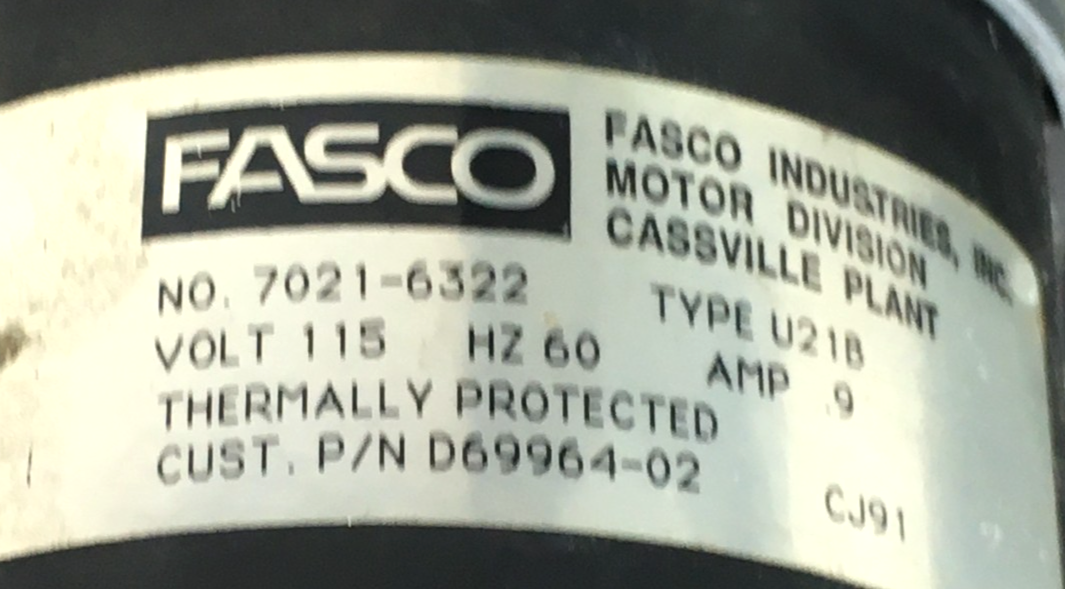 FASCO
FASCO INDUSTRIES, INC.
MOTOR DIVISION
CASSVILLE PLANT
NO. 7021-6322 TYPE U21B
VOLT 115 HZ 60 AMP .9
THERMALLY PROTECTED
CUST. P/N D69964-02
CJ91